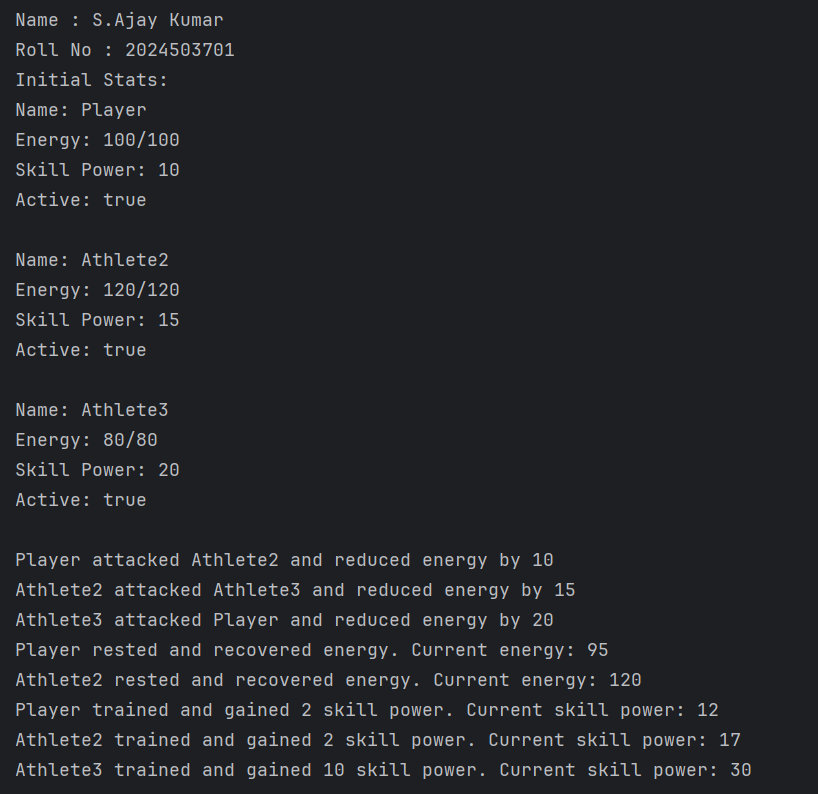 Name : S.Ajay Kumar
Roll No : 2024503701
Initial Stats:
Name: Player
Energy: 100/100
Skill Power: 10
Active: true
Name: Athlete2
Energy: 120/120
Skill Power: 15
Active: true
Name: Athlete3
Energy: 80/80
Skill Power: 20
Active: true
Player attacked Athlete2 and reduced energy by 10
Athlete2 attacked Athlete3 and reduced energy by 15
Athlete3 attacked Player and reduced energy by 20
Player rested and recovered energy. Current energy: 95
Athlete2 rested and recovered energy. Current energy: 120
Player trained and gained 2 skill power. Current skill power: 12
Athlete2 trained and gained 2 skill power. Current skill power: 17
Athlete3 trained and gained 10 skill power. Current skill power: 30